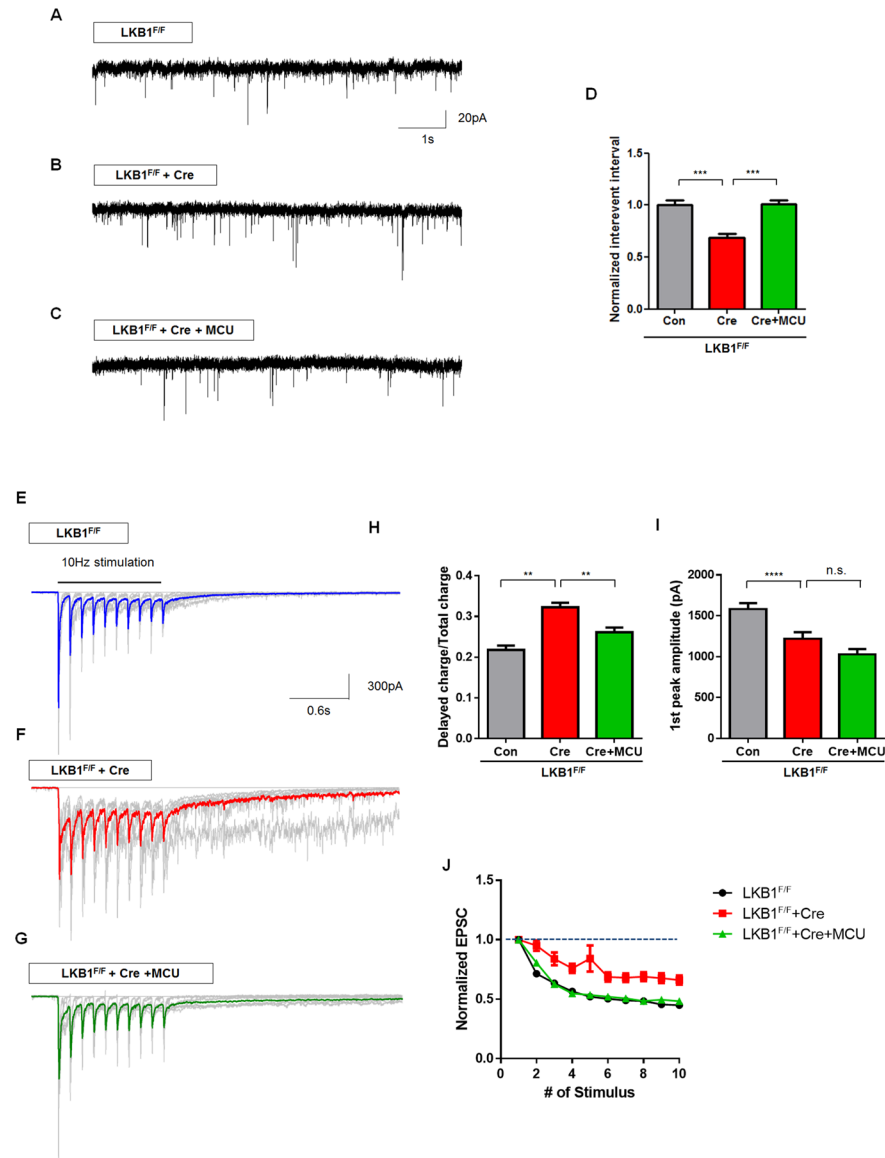 A
LKB1F/F
20pA
1s
B
LKB1F/F + Cre
C
LKB1F/F + Cre + MCU
D
Normalized interevent interval
1.5
1.0
0.5
0.0
***
***
Con
Cre
Cre+MCU
LKB1F/F
E
LKB1F/F
10Hz stimulation
300pA
0.6s
F
LKB1F/F + Cre
G
LKB1F/F + Cre +MCU
H
Delayed charge/Total charge
0.4
0.3
0.2
0.1
0.0
**
**
Con
Cre
Cre+MCU
LKB1F/F
I
1st peak amplitude (pA)
2000
1500
1000
500
0
****
n.s.
Con
Cre
Cre+MCU
LKB1F/F
J
Normalized EPSC
1.5
1.0
0.5
0.0
0
2
4
6
8
10
# of Stimulus
LKB1F/F
LKB1F/F+Cre
LKB1F/F+Cre+MCU